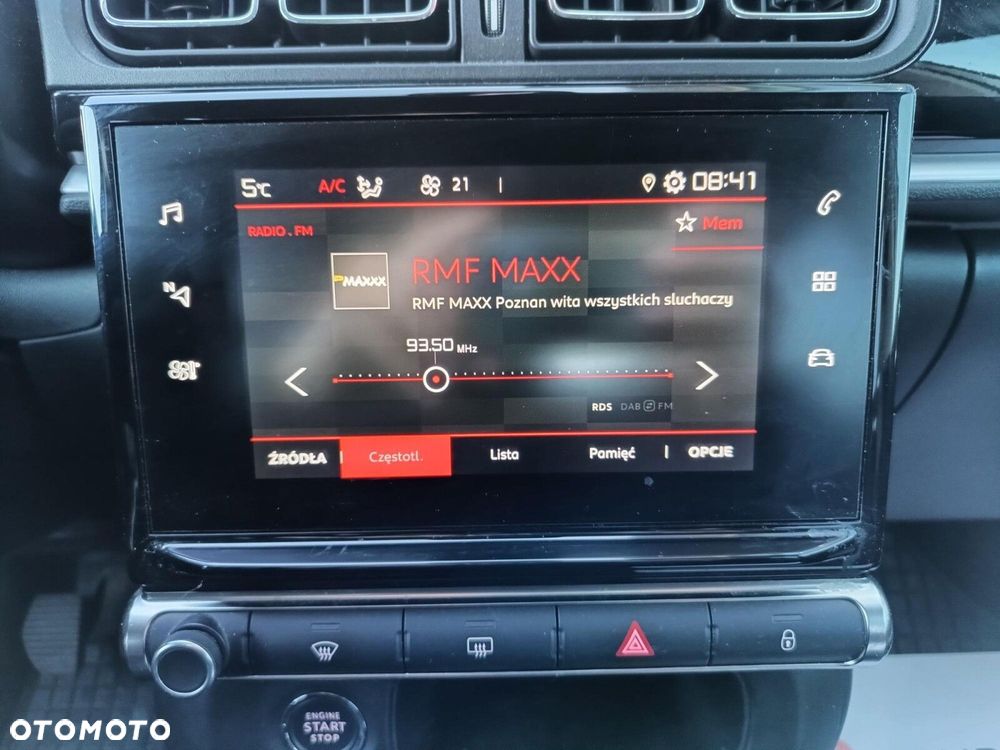 5°C A/C 21 | 08:41
RADIO . FM
Mem
MAXXX
RMF MAXX
RMF MAXX Poznan wita wszystkich sluchaczy
93.50 MHz
RDS DAB FM
ŹRÓDŁA Częstotl. Lista Pamięć OPCJE
N
ENGINE
START
STOP
OTOMOTO